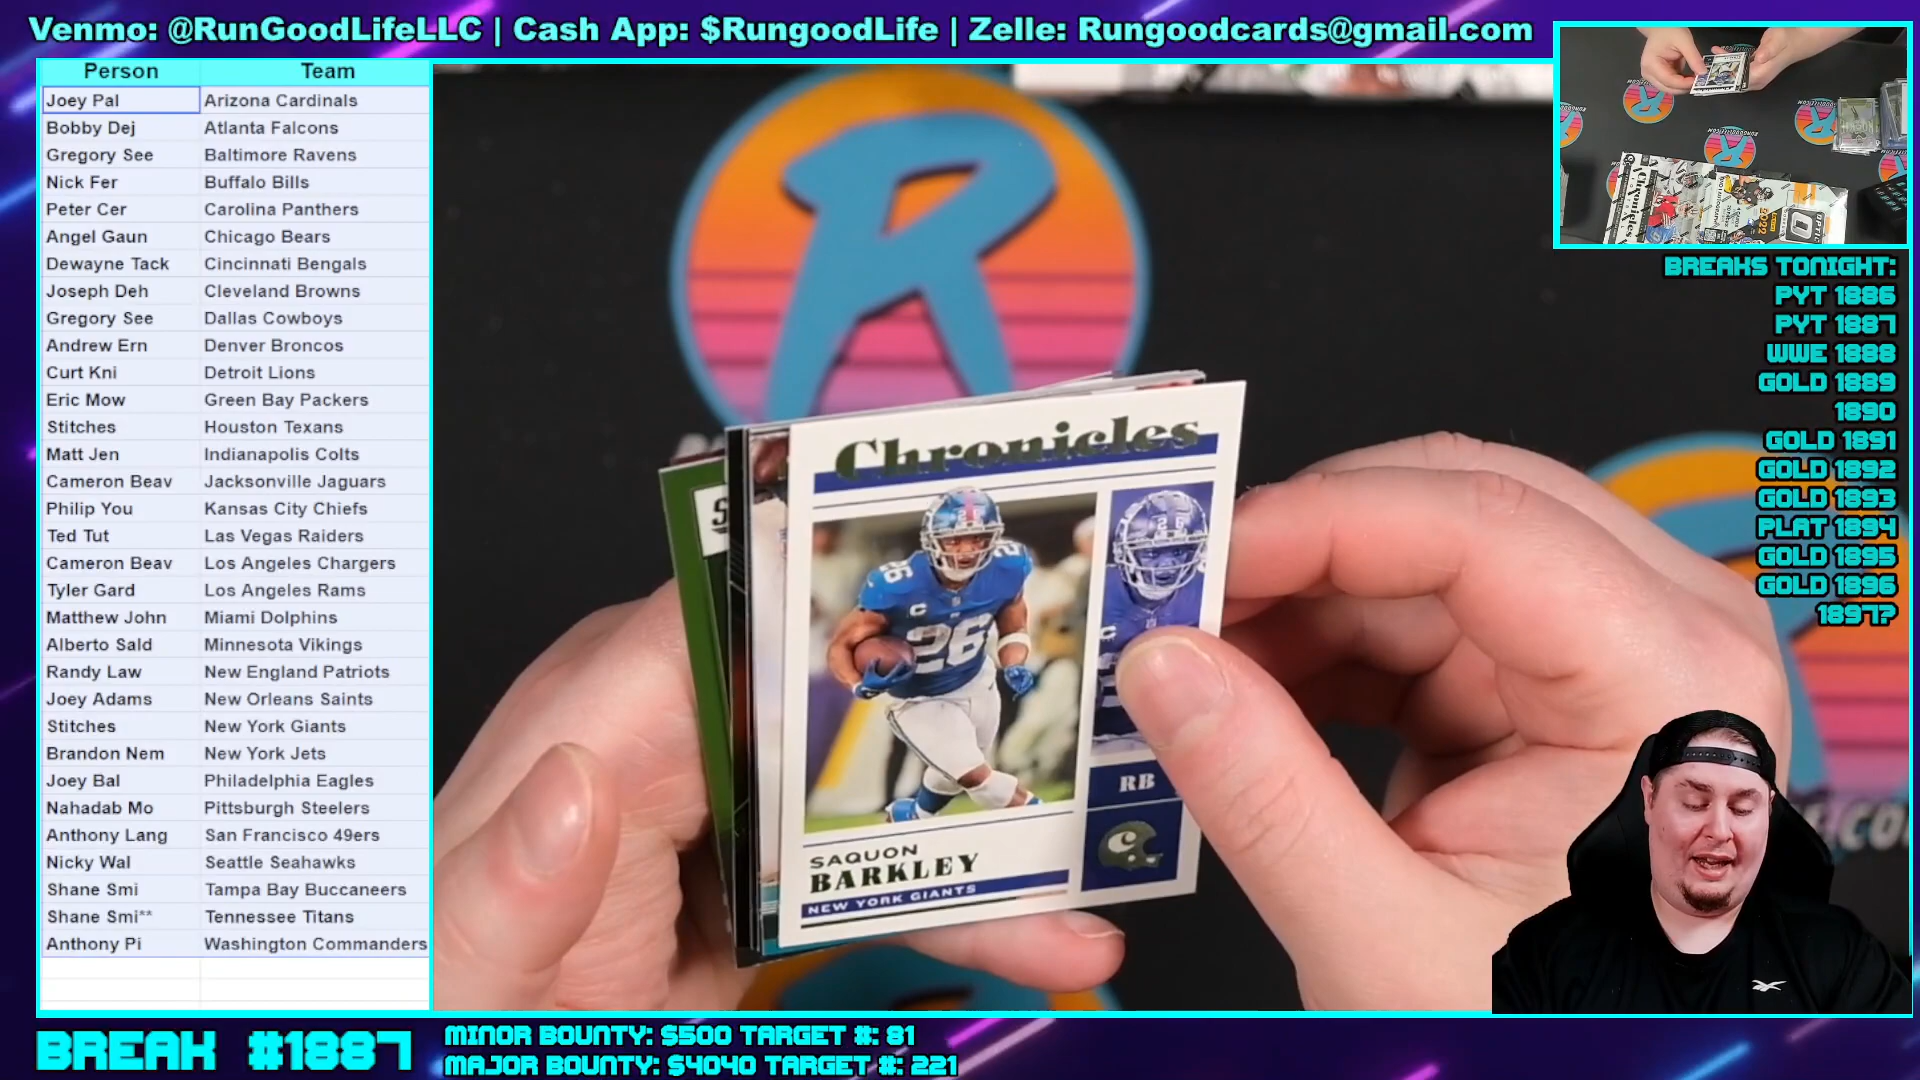 Venmo: @RunGoodLifeLLC | Cash App: $RungoodLife | Zelle: Rungoodcards@gmail.com
Person Team
Joey Pal Arizona Cardinals
Bobby Dej Atlanta Falcons
Gregory See Baltimore Ravens
Nick Fer Buffalo Bills
Peter Cer Carolina Panthers
Angel Gaun Chicago Bears
Dewayne Tack Cincinnati Bengals
Joseph Deh Cleveland Browns
Gregory See Dallas Cowboys
Andrew Ern Denver Broncos
Curt Kni Detroit Lions
Eric Mow Green Bay Packers
Stitches Houston Texans
Matt Jen Indianapolis Colts
Cameron Beav Jacksonville Jaguars
Philip You Kansas City Chiefs
Ted Tut Las Vegas Raiders
Cameron Beav Los Angeles Chargers
Tyler Gard Los Angeles Rams
Matthew John Miami Dolphins
Alberto Sald Minnesota Vikings
Randy Law New England Patriots
Joey Adams New Orleans Saints
Stitches New York Giants
Brandon Nem New York Jets
Joey Bal Philadelphia Eagles
Nahadab Mo Pittsburgh Steelers
Anthony Lang San Francisco 49ers
Nicky Wal Seattle Seahawks
Shane Smi Tampa Bay Buccaneers
Shane Smi** Tennessee Titans
Anthony Pi Washington Commanders
R
Chronicles
26
26
C
26
C
RB
C
SAQUON
BARKLEY
NEW YORK GIANTS
Chronicles
2022
OPTIC
BREAKS TONIGHT:
PYT 1886
PYT 1887
WWE 1888
GOLD 1889
1890
GOLD 1891
GOLD 1892
GOLD 1893
PLAT 1894
GOLD 1895
GOLD 1896
1897?
BREAK #1887
MINOR BOUNTY: $500 TARGET #: 81
MAJOR BOUNTY: $4040 TARGET #: 221